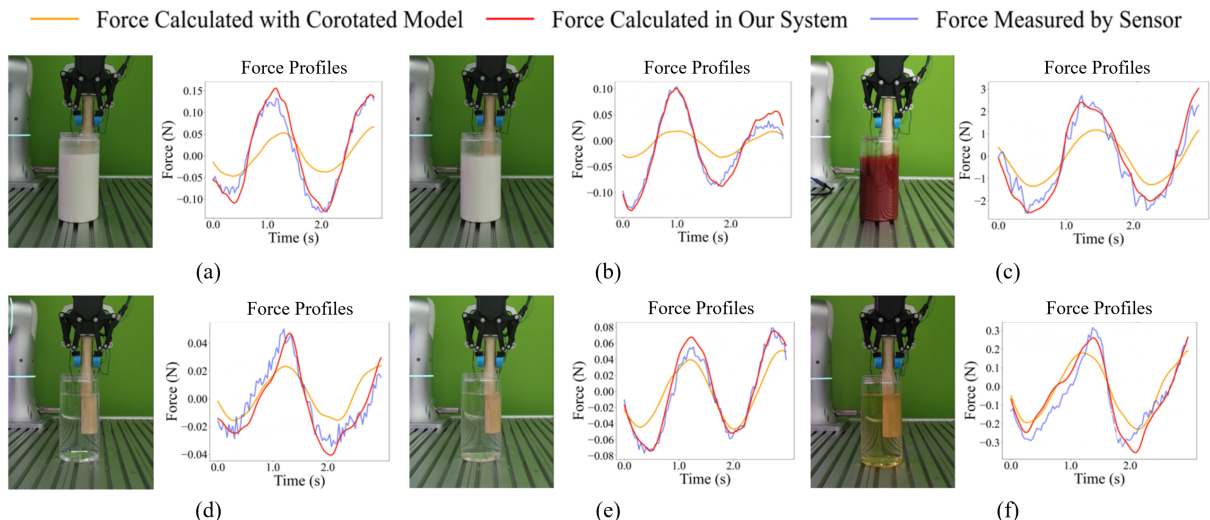 Force Calculated with Corotated Model Force Calculated in Our System Force Measured by Sensor
Force Profiles
Force (N)
0.15
0.10
0.05
0.00
−0.05
−0.10
0.0 1.0 2.0
Time (s)
(a)
Force Profiles
Force (N)
0.10
0.05
0.00
−0.05
−0.10
0.0 1.0 2.0
Time (s)
(b)
Force Profiles
Force (N)
3
2
1
0
−1
−2
0.0 1.0 2.0
Time (s)
(c)
Force Profiles
Force (N)
0.04
0.02
0.00
−0.02
−0.04
0.0 1.0 2.0
Time (s)
(d)
Force Profiles
Force (N)
0.08
0.06
0.04
0.02
0.00
−0.02
−0.04
−0.06
−0.08
0.0 1.0 2.0
Time (s)
(e)
Force Profiles
Force (N)
0.3
0.2
0.1
0.0
−0.1
−0.2
−0.3
0.0 1.0 2.0
Time (s)
(f)